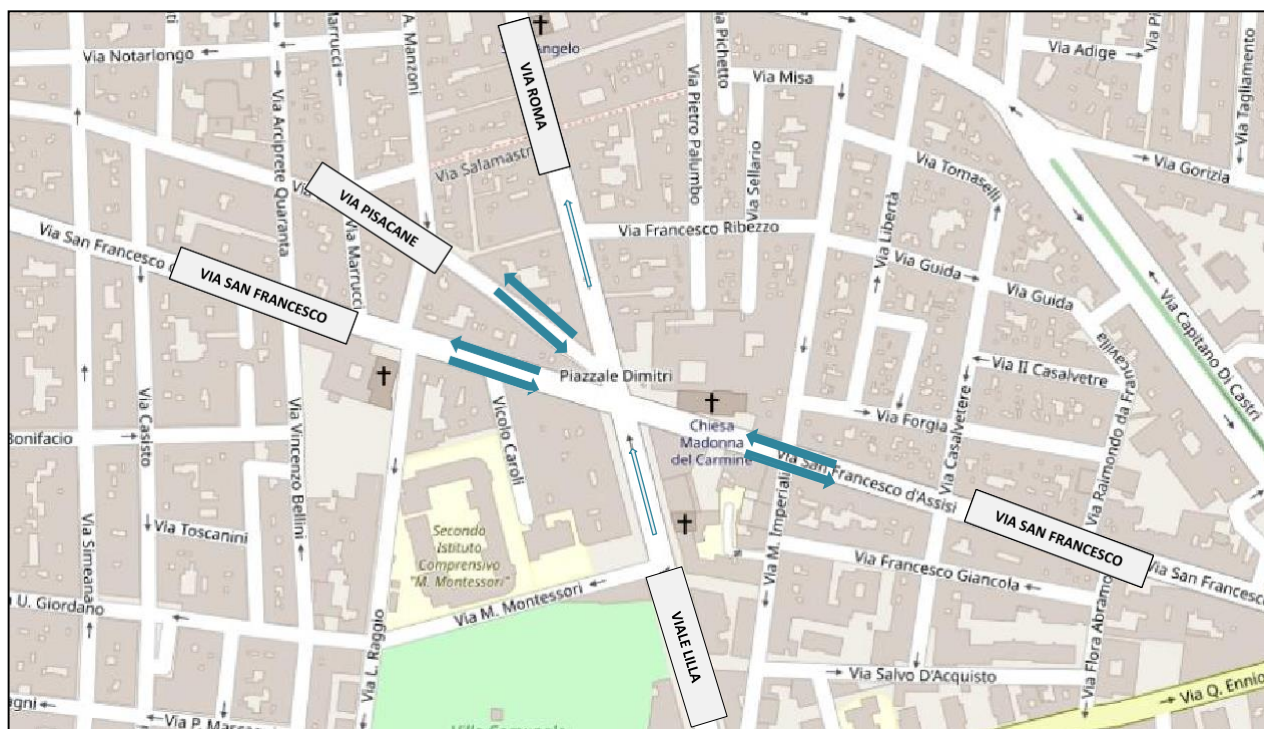 Via Notarlongo
Marrucci
A. Manzoni
Via Arciprete Quaranta
VIA ROMA
Via Pichetto
Via Misa
Via Pietro Palumbo
Via Sellario
Via Adige
Via Tagliamento
Via Gorizia
Via Tomaselli
Via Salamastr
VIA PISACANE
Via Francesco Ribezzo
Via Libertà
Via Guida
Via Guida
Via San Francesco
VIA SAN FRANCESCO
Via Marrucci
Via Capitano Di Castri
Via II Casalvetre
Piazzale Dimitri
Via Raimondo da Francavilla
Via Forgia
Chiesa
Madonna
del Carmine
Via San Francesco d'Assisi
Via Casalvetere
Bonifacio
Via Casisto
Via Vincenzo Bellini
Vicolo Caroli
Via M. Imperiali
VIA SAN FRANCESCO
Via San Francesco
Via Toscanini
Secondo
Istituto
Comprensivo
"M. Montessori"
Via Simeana
Via Francesco Giancola
Via M. Montessori
U. Giordano
VIALE LILLA
Via L. Raggio
Via Flora Abramo
Via Salvo D'Acquisto
Via Q. Ennio
Via P. Mascag
agni